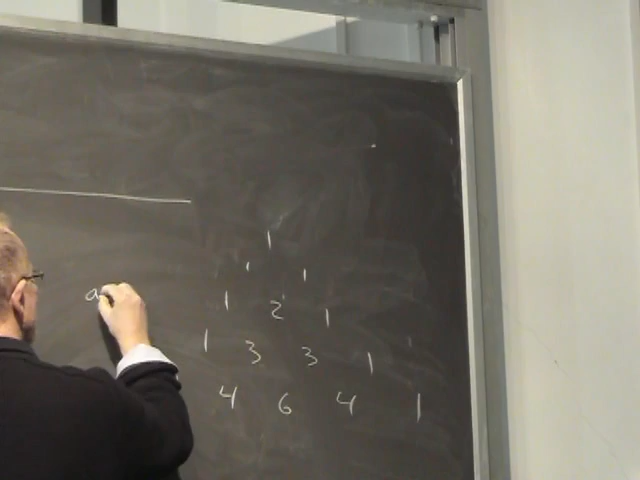 1
1 1
1 2 1
1 3 3 1
4 6 4 1
a